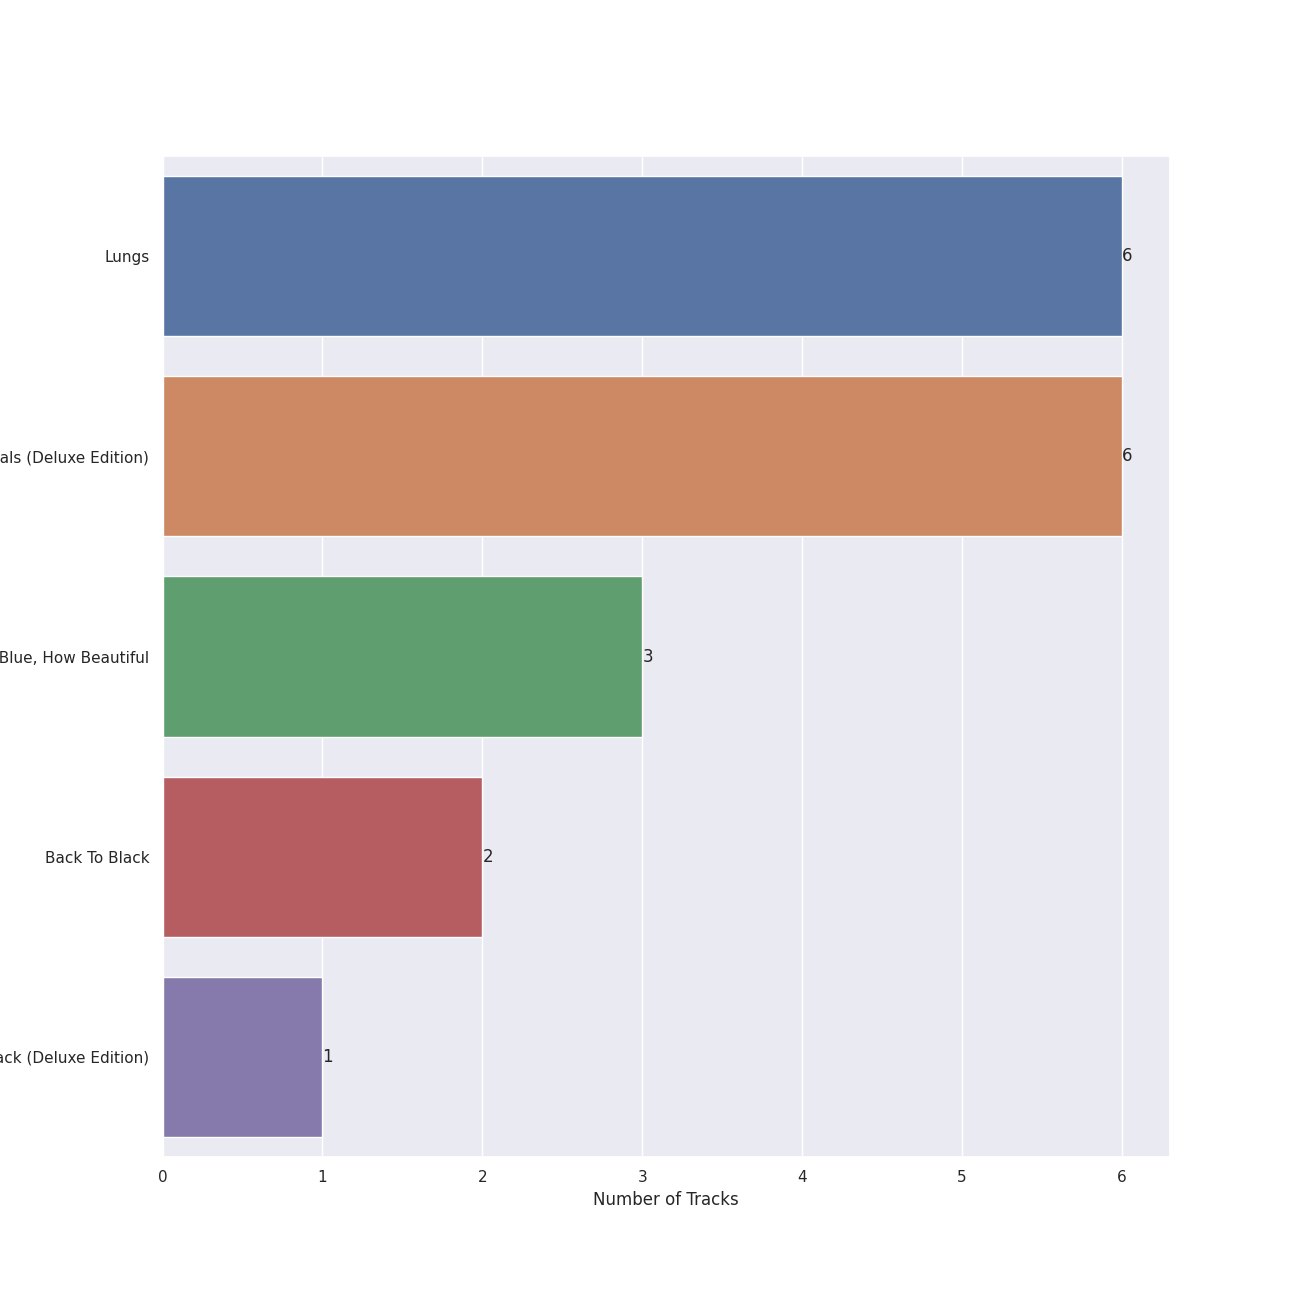 Lungs
6
als (Deluxe Edition)
6
Blue, How Beautiful
3
Back To Black
2
ack (Deluxe Edition)
1
0 1 2 3 4 5 6
Number of Tracks